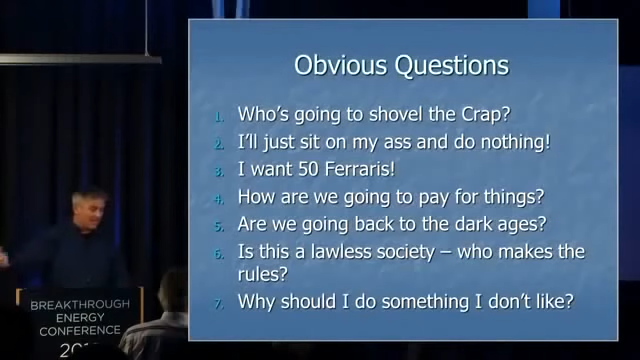 Obvious Questions
1. Who's going to shovel the Crap?
2. I'll just sit on my ass and do nothing!
3. I want 50 Ferraris!
4. How are we going to pay for things?
5. Are we going back to the dark ages?
6. Is this a lawless society – who makes the
rules?
7. Why should I do something I don't like?
BREAKTHROUGH
ENERGY
CONFERENCE